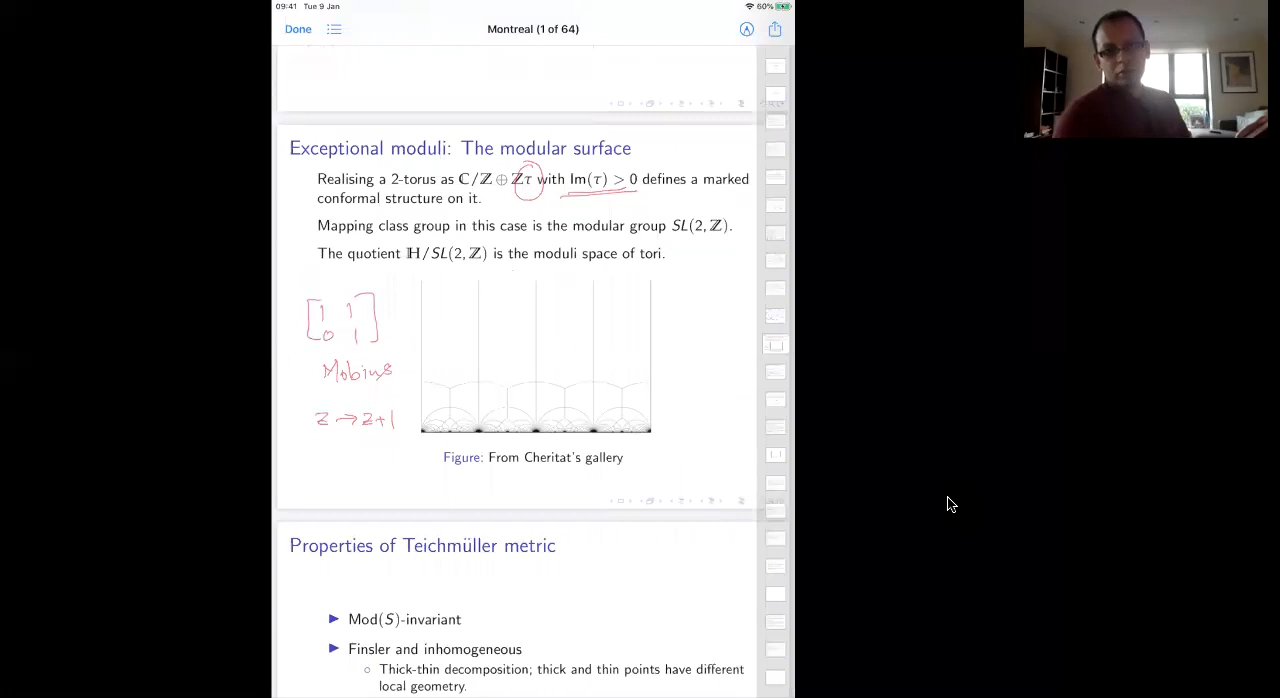 09:41 Tue 9 Jan
60%
Done
Montreal (1 of 64)
Exceptional moduli: The modular surface
Realising a 2-torus as ℂ/ℤ ⊕ ℤτ with Im(τ) > 0 defines a marked
conformal structure on it.
Mapping class group in this case is the modular group SL(2, ℤ).
The quotient ℍ/SL(2, ℤ) is the moduli space of tori.
[1 1
0 1]
Mobius
z → z+1
Figure: From Cheritat's gallery
Properties of Teichmüller metric
▶ Mod(S)-invariant
▶ Finsler and inhomogeneous
○ Thick-thin decomposition; thick and thin points have different
local geometry.